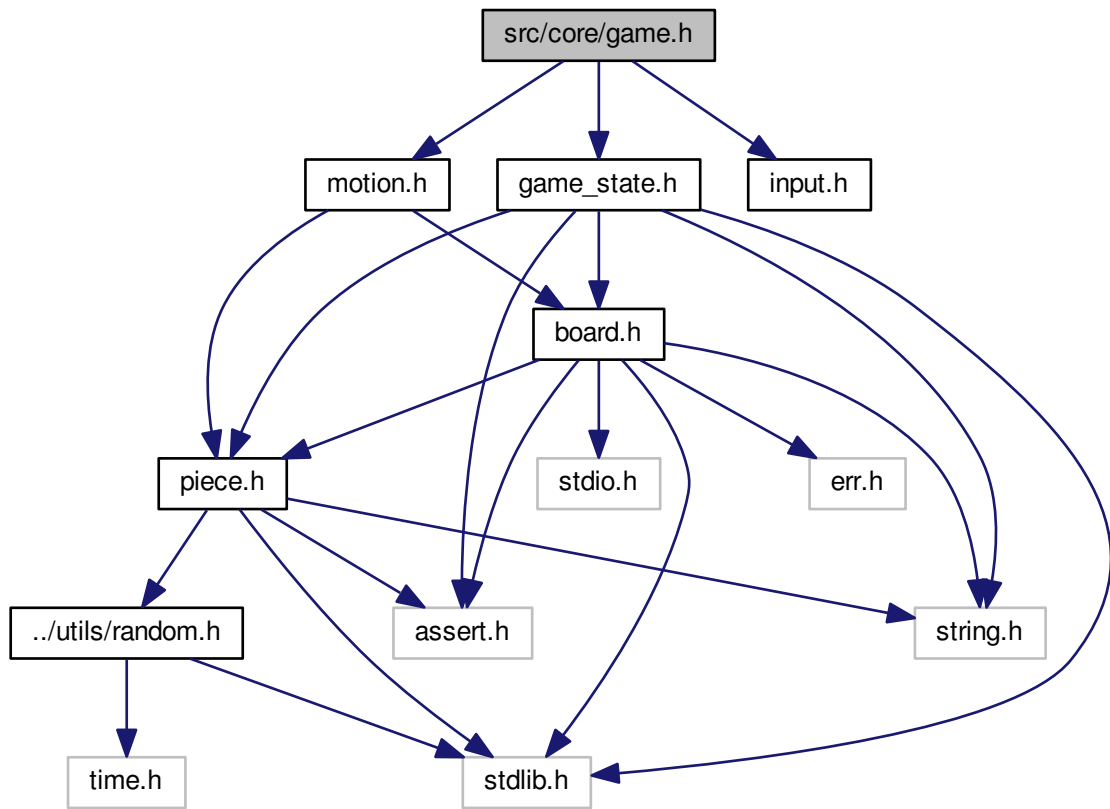 src/core/game.h
motion.h
game_state.h
input.h
board.h
piece.h
stdio.h
err.h
../utils/random.h
assert.h
string.h
time.h
stdlib.h